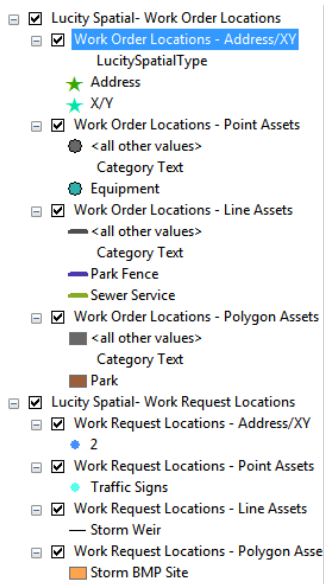 Lucity Spatial- Work Order Locations
Work Order Locations - Address/XY
LucitySpatialType
Address
X/Y
Work Order Locations - Point Assets
<all other values>
Category Text
Equipment
Work Order Locations - Line Assets
<all other values>
Category Text
Park Fence
Sewer Service
Work Order Locations - Polygon Assets
<all other values>
Category Text
Park
Lucity Spatial- Work Request Locations
Work Request Locations - Address/XY
2
Work Request Locations - Point Assets
Traffic Signs
Work Request Locations - Line Assets
Storm Weir
Work Request Locations - Polygon Asse
Storm BMP Site